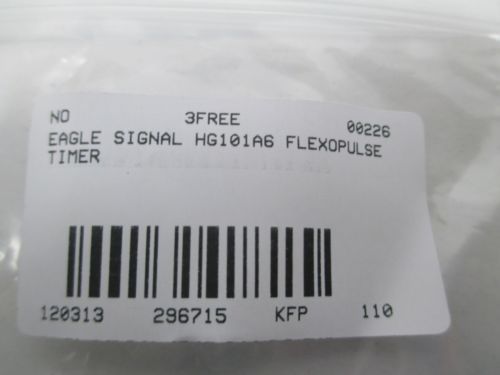 NO 3FREE 00226
EAGLE SIGNAL HG101A6 FLEXOPULSE
TIMER
120313 296715 KFP 110